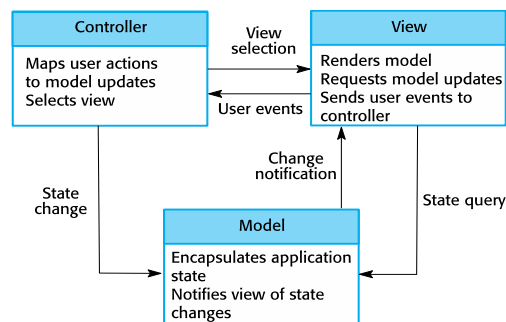 Controller
Maps user actions
to model updates
Selects view
View
selection
User events
View
Renders model
Requests model updates
Sends user events to
controller
State
change
Change
notification
State query
Model
Encapsulates application
state
Notifies view of state
changes